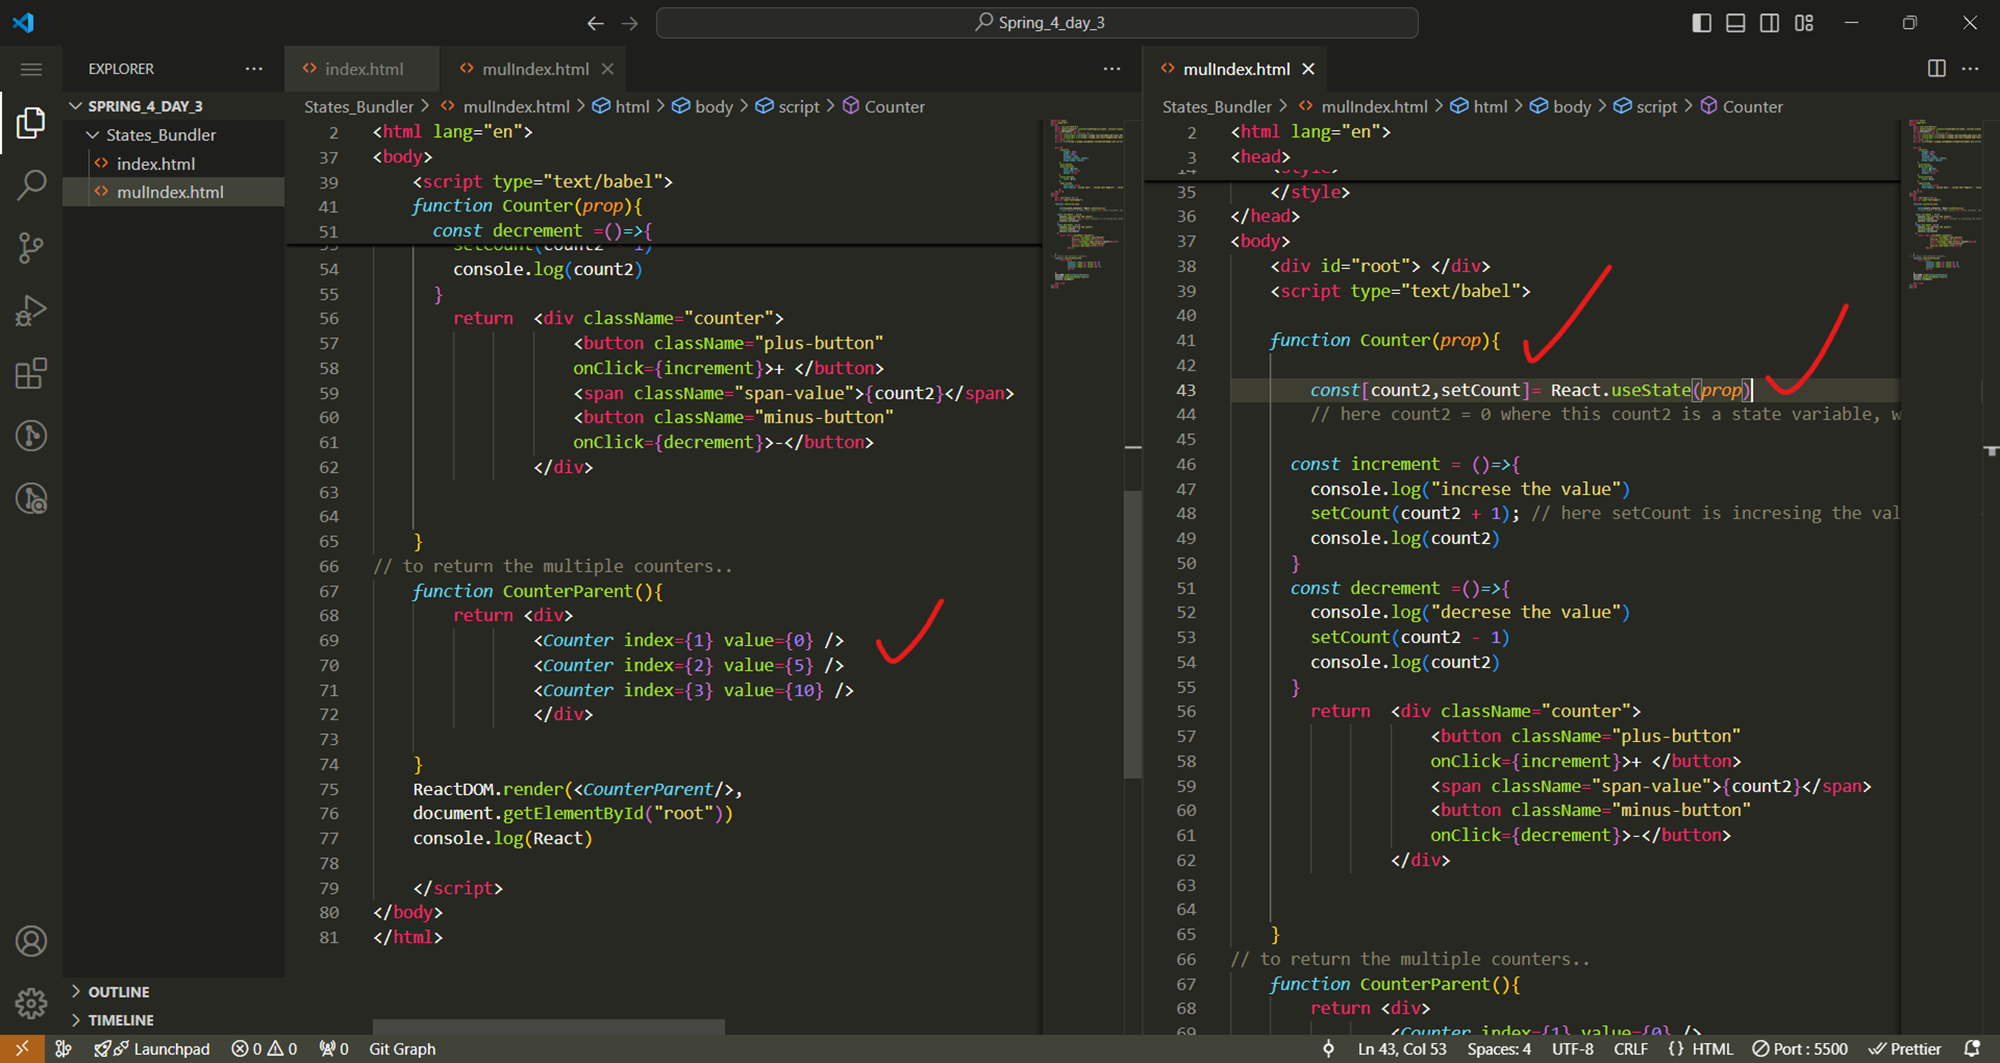 Spring_4_day_3
EXPLORER
SPRING_4_DAY_3
States_Bundler
index.html
mulIndex.html
OUTLINE
TIMELINE
index.html
mulIndex.html
States_Bundler > mulIndex.html > html > body > script > Counter
2 <html lang="en">
37 <body>
39 <script type="text/babel">
41 function Counter(prop){
51 const decrement =()=>{
54 console.log(count2)
55 }
56 return <div className="counter">
57 <button className="plus-button"
58 onClick={increment}>+ </button>
59 <span className="span-value">{count2}</span>
60 <button className="minus-button"
61 onClick={decrement}>-</button>
62 </div>
63
64
65 }
66 // to return the multiple counters..
67 function CounterParent(){
68 return <div>
69 <Counter index={1} value={0} />
70 <Counter index={2} value={5} />
71 <Counter index={3} value={10} />
72 </div>
73
74 }
75 ReactDOM.render(<CounterParent/>,
76 document.getElementById("root"))
77 console.log(React)
78
79 </script>
80 </body>
81 </html>
mulIndex.html
States_Bundler > mulIndex.html > html > body > script > Counter
2 <html lang="en">
3 <head>
35 </style>
36 </head>
37 <body>
38 <div id="root"> </div>
39 <script type="text/babel">
40
41 function Counter(prop){
42
43 const[count2,setCount]= React.useState(prop)
44 // here count2 = 0 where this count2 is a state variable, w
45
46 const increment = ()=>{
47 console.log("increse the value")
48 setCount(count2 + 1); // here setCount is incresing the val
49 console.log(count2)
50 }
51 const decrement =()=>{
52 console.log("decrese the value")
53 setCount(count2 - 1)
54 console.log(count2)
55 }
56 return <div className="counter">
57 <button className="plus-button"
58 onClick={increment}>+ </button>
59 <span className="span-value">{count2}</span>
60 <button className="minus-button"
61 onClick={decrement}>-</button>
62 </div>
63
64
65 }
66 // to return the multiple counters..
67 function CounterParent(){
68 return <div>
69 <Counter index={1} value={0} />
Launchpad 0 0 0 Git Graph Ln 43, Col 53 Spaces: 4 UTF-8 CRLF {} HTML Port : 5500 Prettier